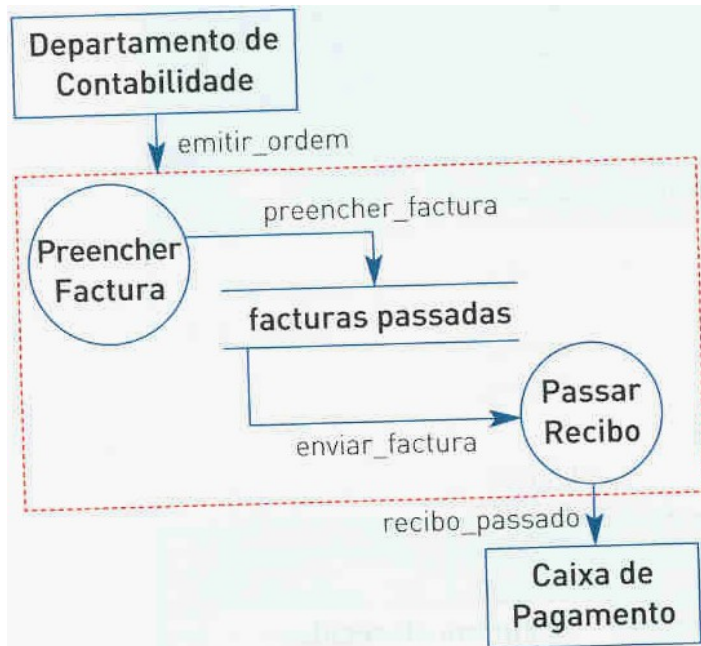 Departamento de
Contabilidade
emitir_ordem
preencher_factura
Preencher
Factura
facturas passadas
Passar
Recibo
enviar_factura
recibo_passado
Caixa de
Pagamento